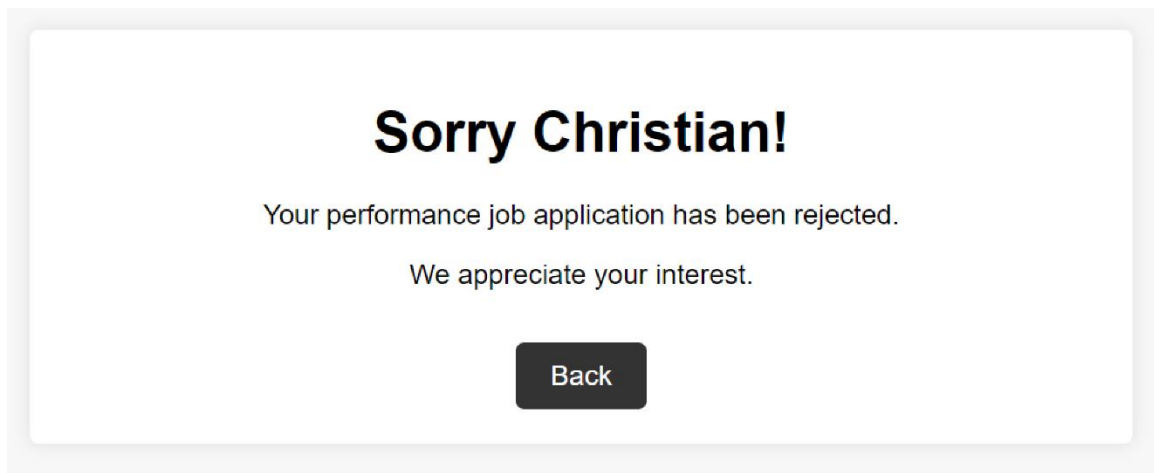 Sorry Christian!
Your performance job application has been rejected.
We appreciate your interest.
Back